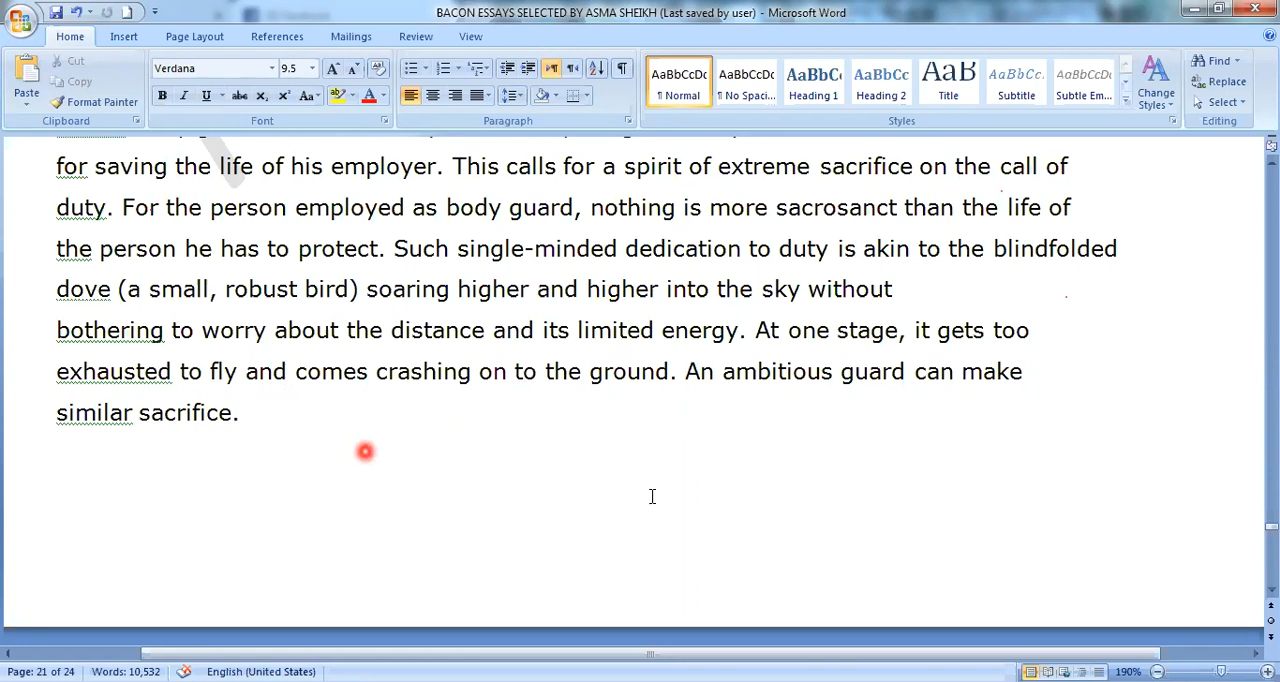 BACON ESSAYS SELECTED BY ASMA SHEIKH (Last saved by user) - Microsoft Word
Home Insert Page Layout References Mailings Review View
Cut
Copy
Format Painter
Paste
Clipboard
Verdana 9.5
Font
Paragraph
AaBbCcDc AaBbCcDc AaBbC AaBbCc AaB AaBbCc. AaBbCcDc
¶ Normal ¶ No Spaci... Heading 1 Heading 2 Title Subtitle Subtle Em...
Styles
Change Styles
Find
Replace
Select
Editing
for saving the life of his employer. This calls for a spirit of extreme sacrifice on the call of
duty. For the person employed as body guard, nothing is more sacrosanct than the life of
the person he has to protect. Such single-minded dedication to duty is akin to the blindfolded
dove (a small, robust bird) soaring higher and higher into the sky without
bothering to worry about the distance and its limited energy. At one stage, it gets too
exhausted to fly and comes crashing on to the ground. An ambitious guard can make
similar sacrifice.
Page: 21 of 24 Words: 10,532 English (United States) 190%